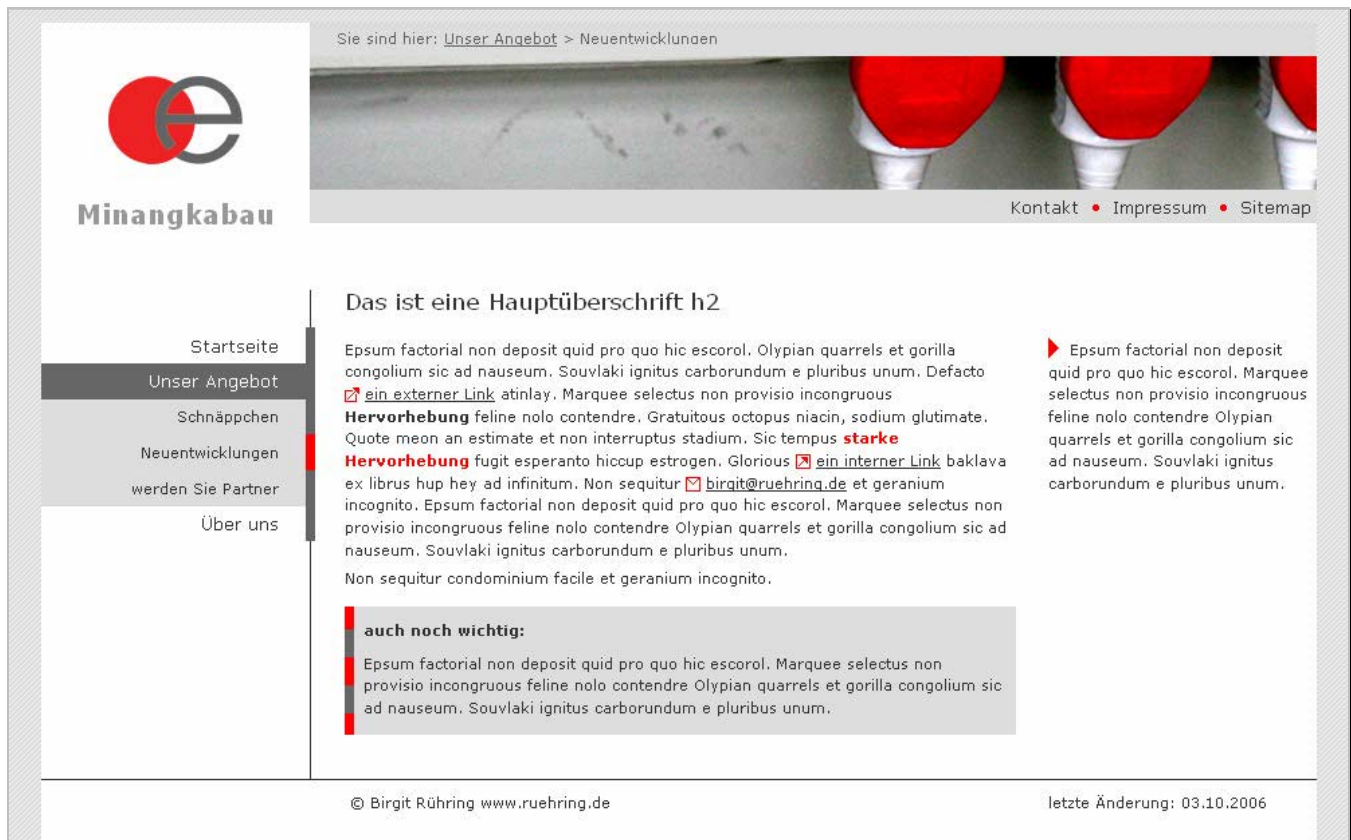 Sie sind hier: Unser Angebot > Neuentwicklungen
Minangkabau
Kontakt • Impressum • Sitemap
Startseite
Unser Angebot
Schnäppchen
Neuentwicklungen
werden Sie Partner
Über uns
Das ist eine Hauptüberschrift h2
Epsum factorial non deposit quid pro quo hic escorol. Olypian quarrels et gorilla
congolium sic ad nauseum. Souvlaki ignitus carborundum e pluribus unum. Defacto
ein externer Link atinlay. Marquee selectus non provisio incongruous
Hervorhebung feline nolo contendre. Gratuitous octopus niacin, sodium glutimate.
Quote meon an estimate et non interruptus stadium. Sic tempus starke
Hervorhebung fugit esperanto hiccup estrogen. Glorious ein interner Link baklava
ex librus hup hey ad infinitum. Non sequitur birgit@ruehring.de et geranium
incognito. Epsum factorial non deposit quid pro quo hic escorol. Marquee selectus non
provisio incongruous feline nolo contendre Olypian quarrels et gorilla congolium sic ad
nauseum. Souvlaki ignitus carborundum e pluribus unum.
Non sequitur condominium facile et geranium incognito.
auch noch wichtig:
Epsum factorial non deposit quid pro quo hic escorol. Marquee selectus non
provisio incongruous feline nolo contendre Olypian quarrels et gorilla congolium sic
ad nauseum. Souvlaki ignitus carborundum e pluribus unum.
Epsum factorial non deposit
quid pro quo hic escorol. Marquee
selectus non provisio incongruous
feline nolo contendre Olypian
quarrels et gorilla congolium sic
ad nauseum. Souvlaki ignitus
carborundum e pluribus unum.
© Birgit Rühring www.ruehring.de
letzte Änderung: 03.10.2006